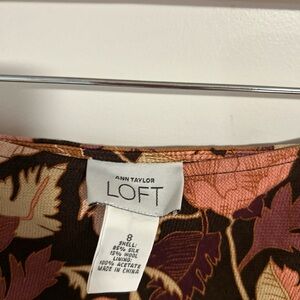 ANN TAYLOR
LOFT
8
SHELL:
85% SILK
15% WOOL
LINING:
100% ACETATE
MADE IN CHINA